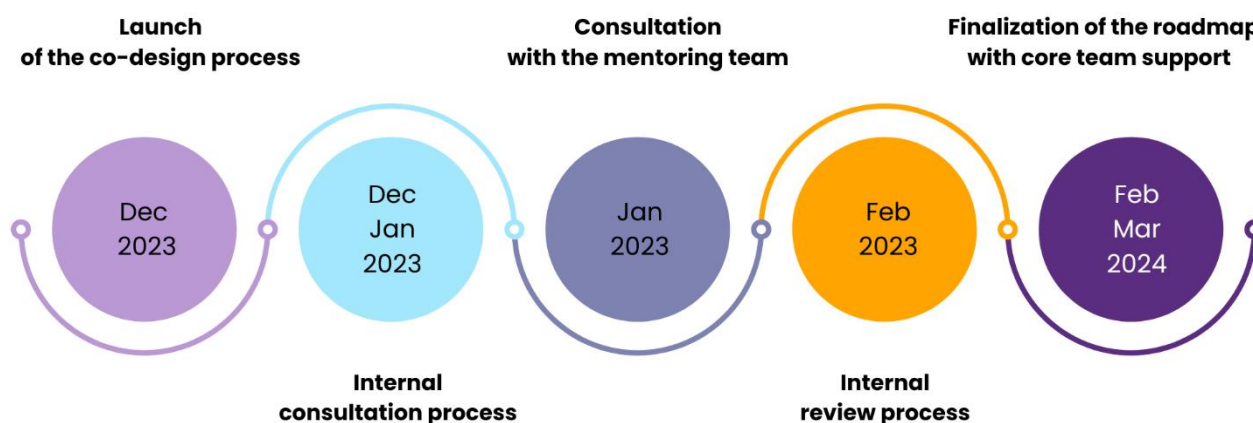 Launch
of the co-design process
Consultation
with the mentoring team
Finalization of the roadmap
with core team support
Dec
2023
Dec
Jan
2023
Jan
2023
Feb
2023
Feb
Mar
2024
Internal
consultation process
Internal
review process